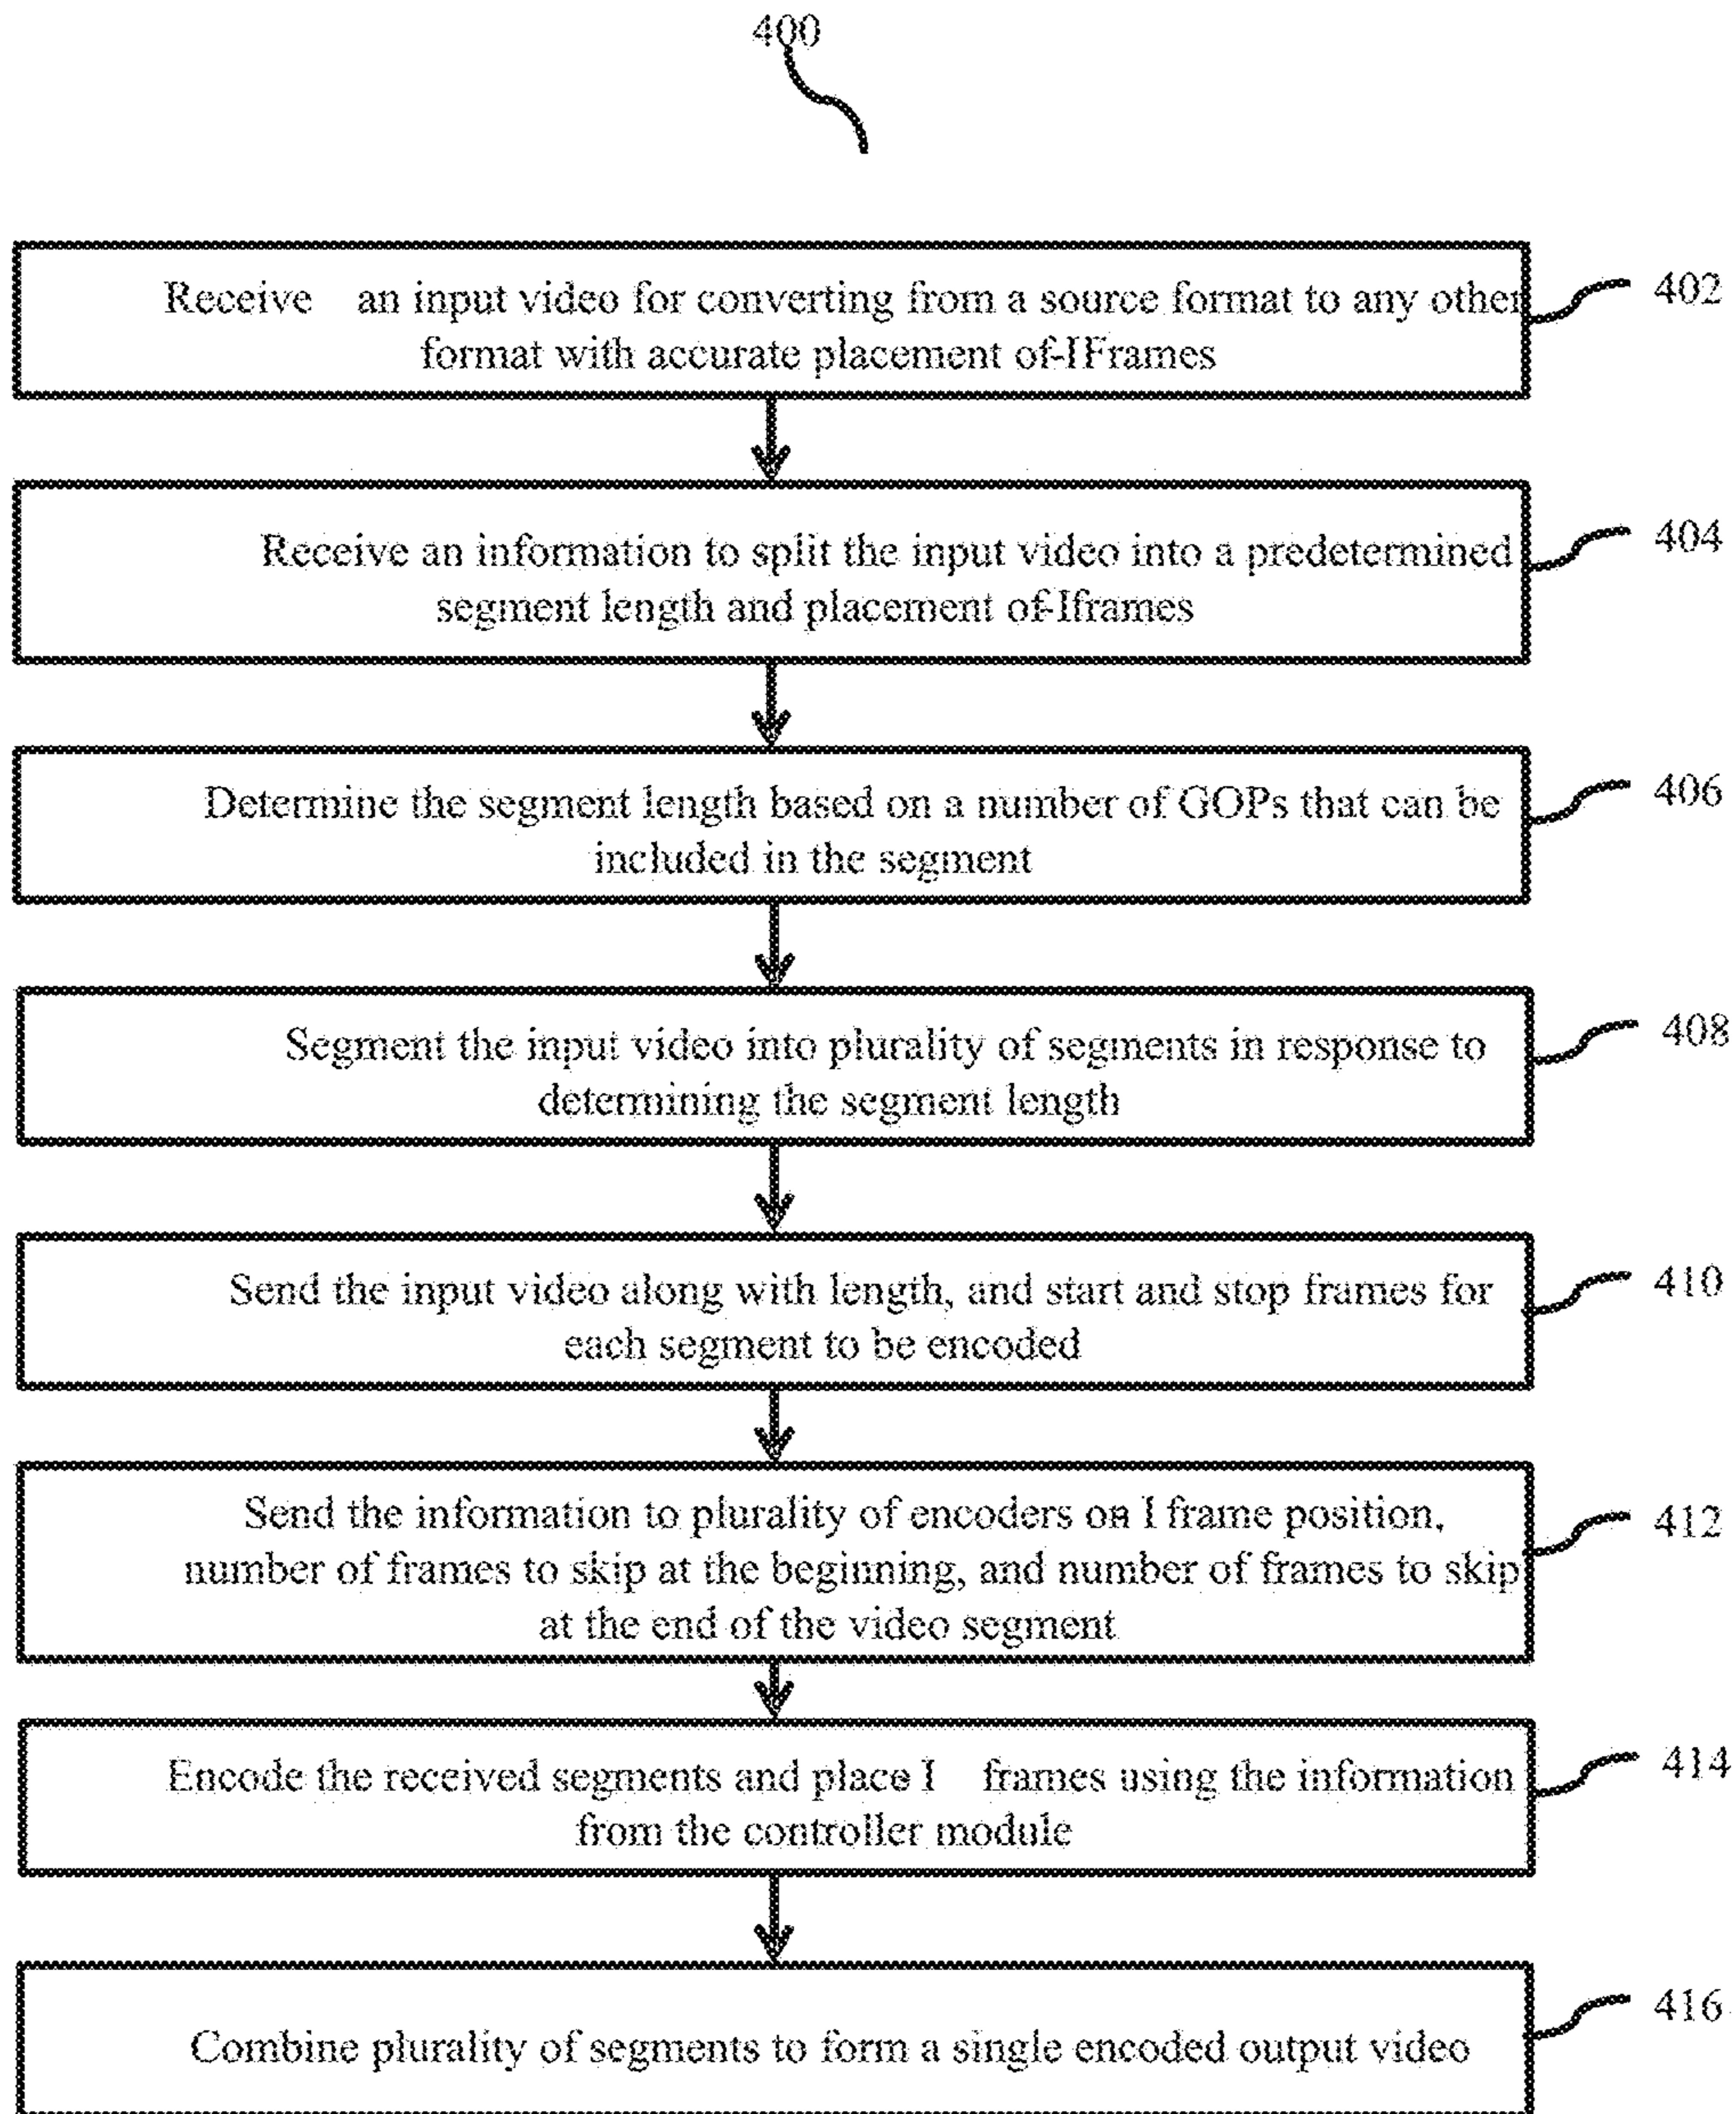 400
Receive an input video for converting from a source format to any other
format with accurate placement of-IFrames
402
Receive an information to split the input video into a predetermined
segment length and placement of-Iframes
404
Determine the segment length based on a number of GOPs that can be
included in the segment
406
Segment the input video into plurality of segments in response to
determining the segment length
408
Send the input video along with length, and start and stop frames for
each segment to be encoded
410
Send the information to plurality of encoders on I frame position,
number of frames to skip at the beginning, and number of frames to skip
at the end of the video segment
412
Encode the received segments and place I frames using the information
from the controller module
414
Combine plurality of segments to form a single encoded output video
416